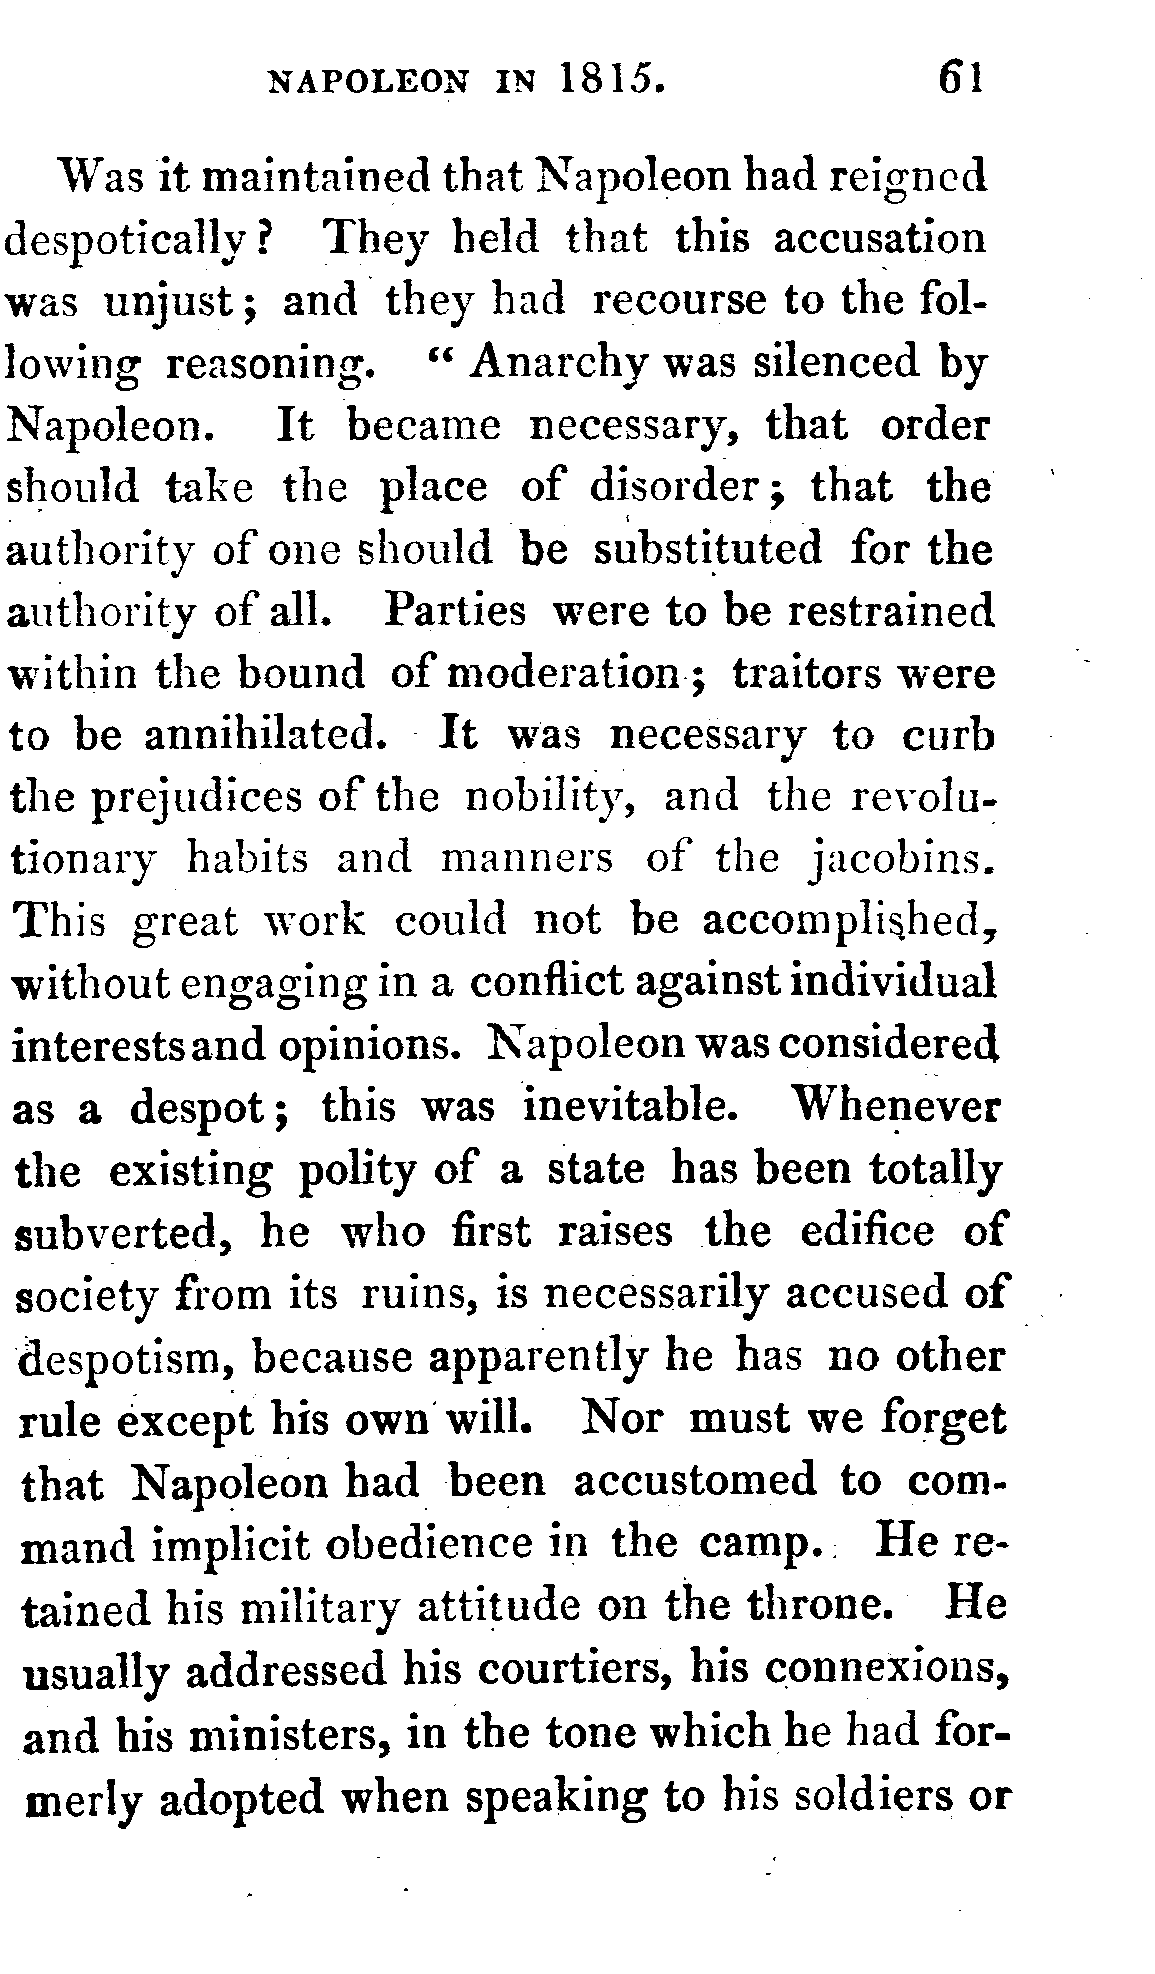 NAPOLEON IN 1815. 61
Was it maintained that Napoleon had reigned
despotically? They held that this accusation
was unjust; and they had recourse to the fol-
lowing reasoning. “ Anarchy was silenced by
Napoleon. It became necessary, that order
should take the place of disorder; that the
authority of one should be substituted for the
authority of all. Parties were to be restrained
within the bound of moderation; traitors were
to be annihilated. It was necessary to curb
the prejudices of the nobility, and the revolu-
tionary habits and manners of the jacobins.
This great work could not be accomplished,
without engaging in a conflict against individual
interests and opinions. Napoleon was considered
as a despot; this was inevitable. Whenever
the existing polity of a state has been totally
subverted, he who first raises the edifice of
society from its ruins, is necessarily accused of
despotism, because apparently he has no other
rule except his own will. Nor must we forget
that Napoleon had been accustomed to com-
mand implicit obedience in the camp. He re-
tained his military attitude on the throne. He
usually addressed his courtiers, his connexions,
and his ministers, in the tone which he had for-
merly adopted when speaking to his soldiers or